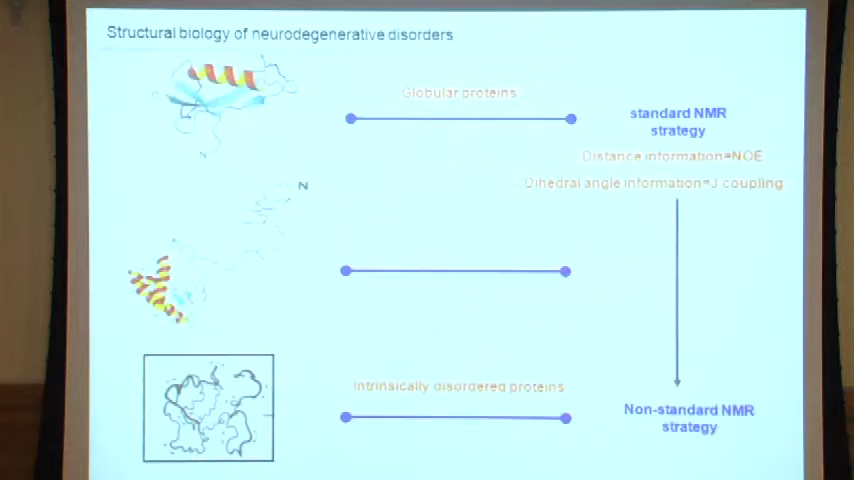 Structural biology of neurodegenerative disorders
Globular proteins
standard NMR
strategy
Distance information=NOE
Dihedral angle information=J coupling
N
N
Intrinsically disordered proteins
Non-standard NMR
strategy